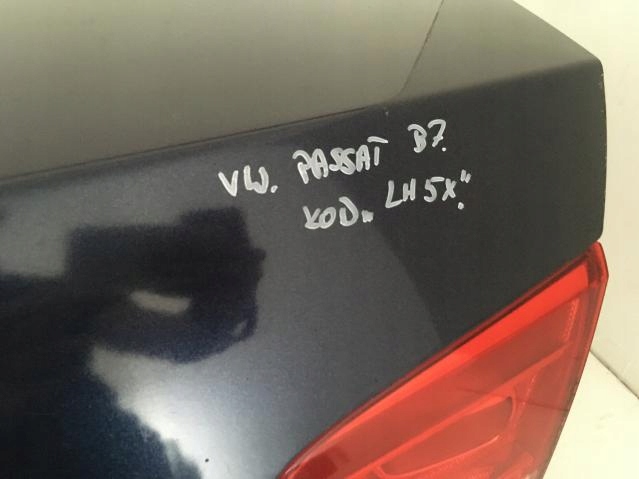 VW. PASSAT B7.
KOD„ LH5X"